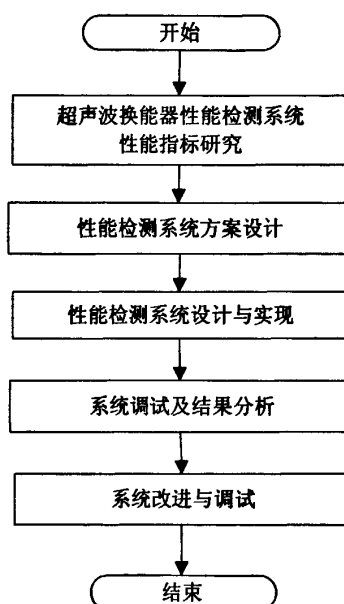 开始
超声波换能器性能检测系统
性能指标研究
性能检测系统方案设计
性能检测系统设计与实现
系统调试及结果分析
系统改进与调试
结束